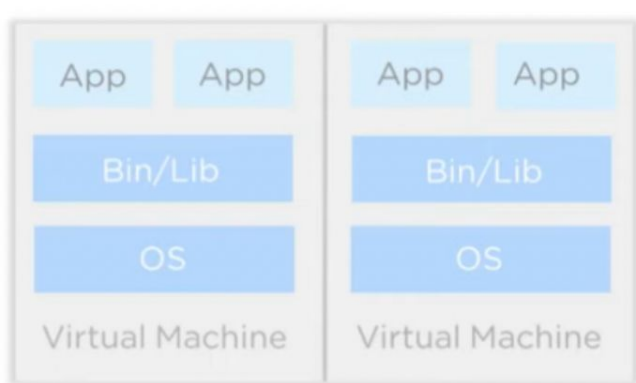 App App App App
Bin/Lib Bin/Lib
OS OS
Virtual Machine Virtual Machine